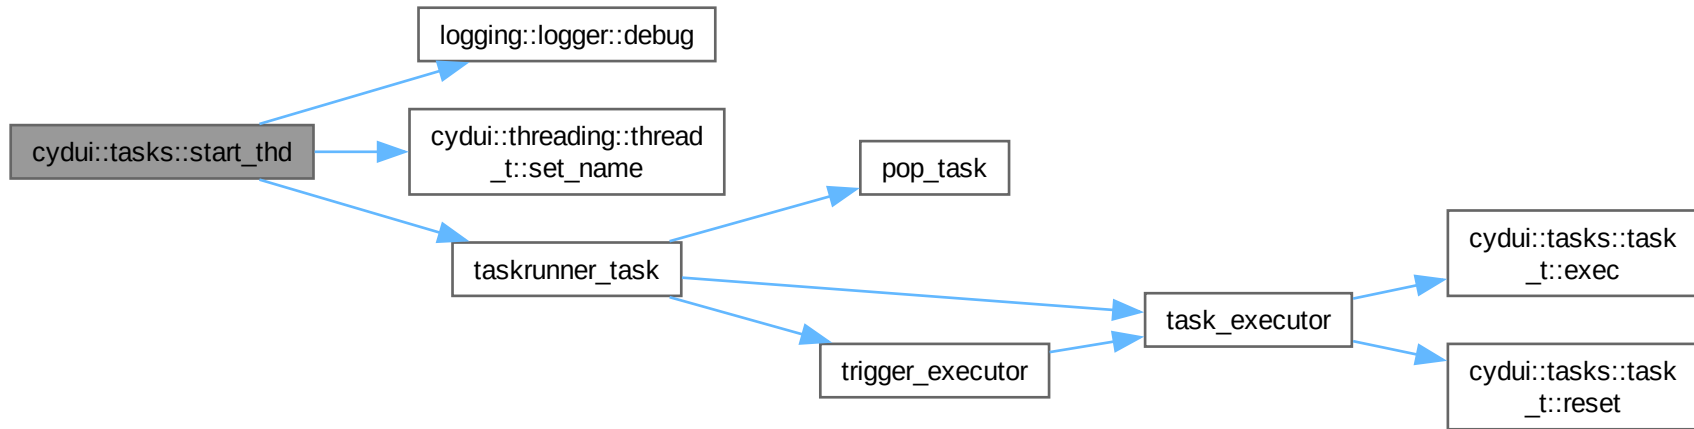 logging::logger::debug
cydui::tasks::start_thd
cydui::threading::thread
_t::set_name
taskrunner_task
pop_task
trigger_executor
task_executor
cydui::tasks::task
_t::exec
cydui::tasks::task
_t::reset